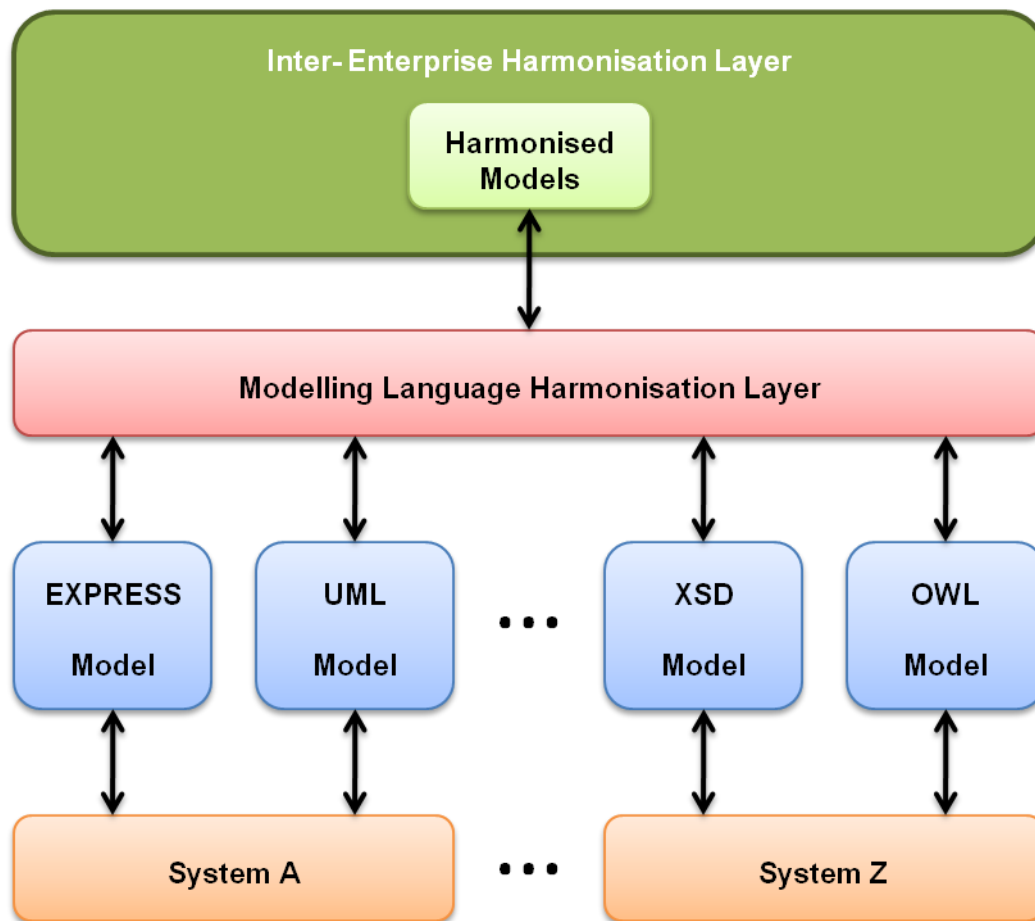 Inter- Enterprise Harmonisation Layer
Harmonised
Models
Modelling Language Harmonisation Layer
EXPRESS
Model
UML
Model
...
XSD
Model
OWL
Model
System A
...
System Z